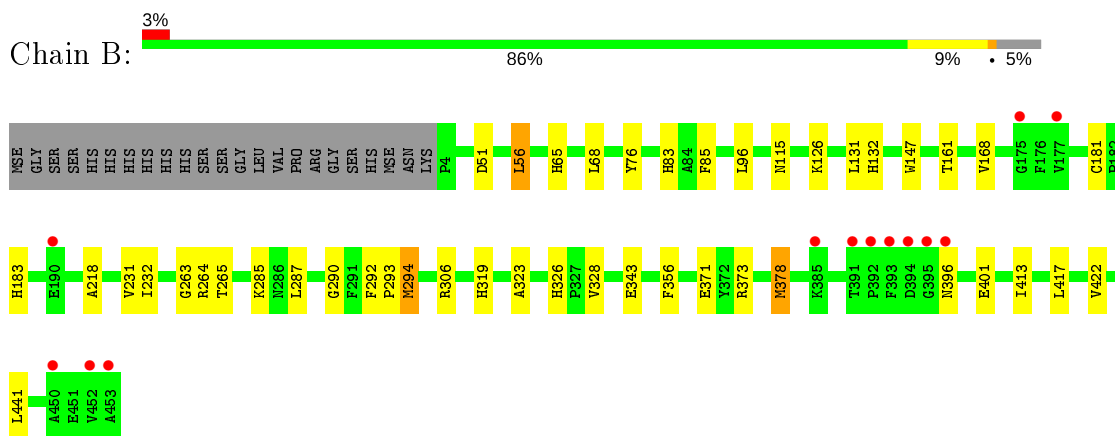 3%
Chain B:
86% 9% • 5%
MSE GLY SER SER HIS HIS HIS HIS HIS HIS SER SER GLY LEU VAL PRO ARG GLY SER HIS MSE ASN LYS P4 D51 L56 H65 L68 Y76 H83 A84 F85 L96 N115 K126 L131 H132 W147 T161 V168 G175 F176 V177 C181
H183 E190 A218 V231 I232 G263 R264 T265 K285 N286 L287 G290 F291 F292 P293 M294 R306 H319 A323 H326 P327 V328 E343 F356 E371 Y372 R373 M378 K385 T391 P392 F393 D394 G395 N396 E401 I413 L417 V422
L441 A450 E451 V452 A453